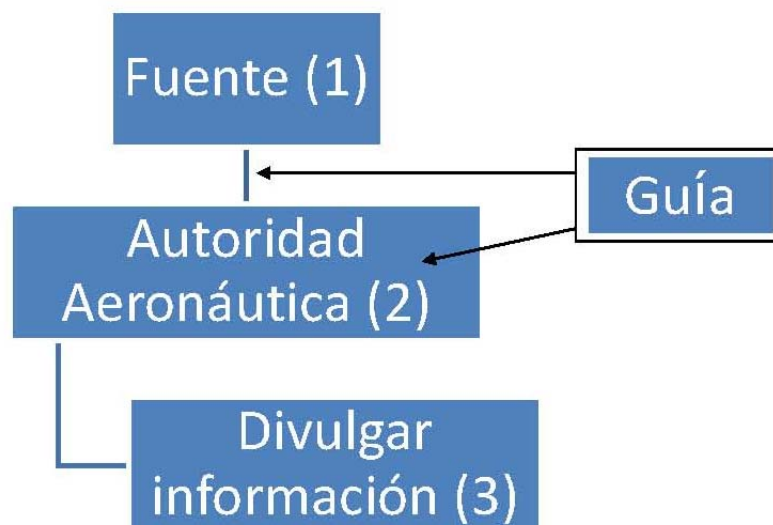 Fuente (1)
Guía
Autoridad
Aeronáutica (2)
Divulgar
información (3)